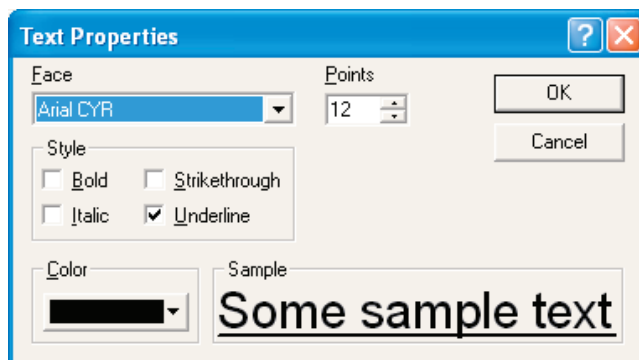 Text Properties
Face
Points
Arial CYR
12
OK
Cancel
Style
Bold
Strikethrough
Italic
Underline
Color
Sample
Some sample text